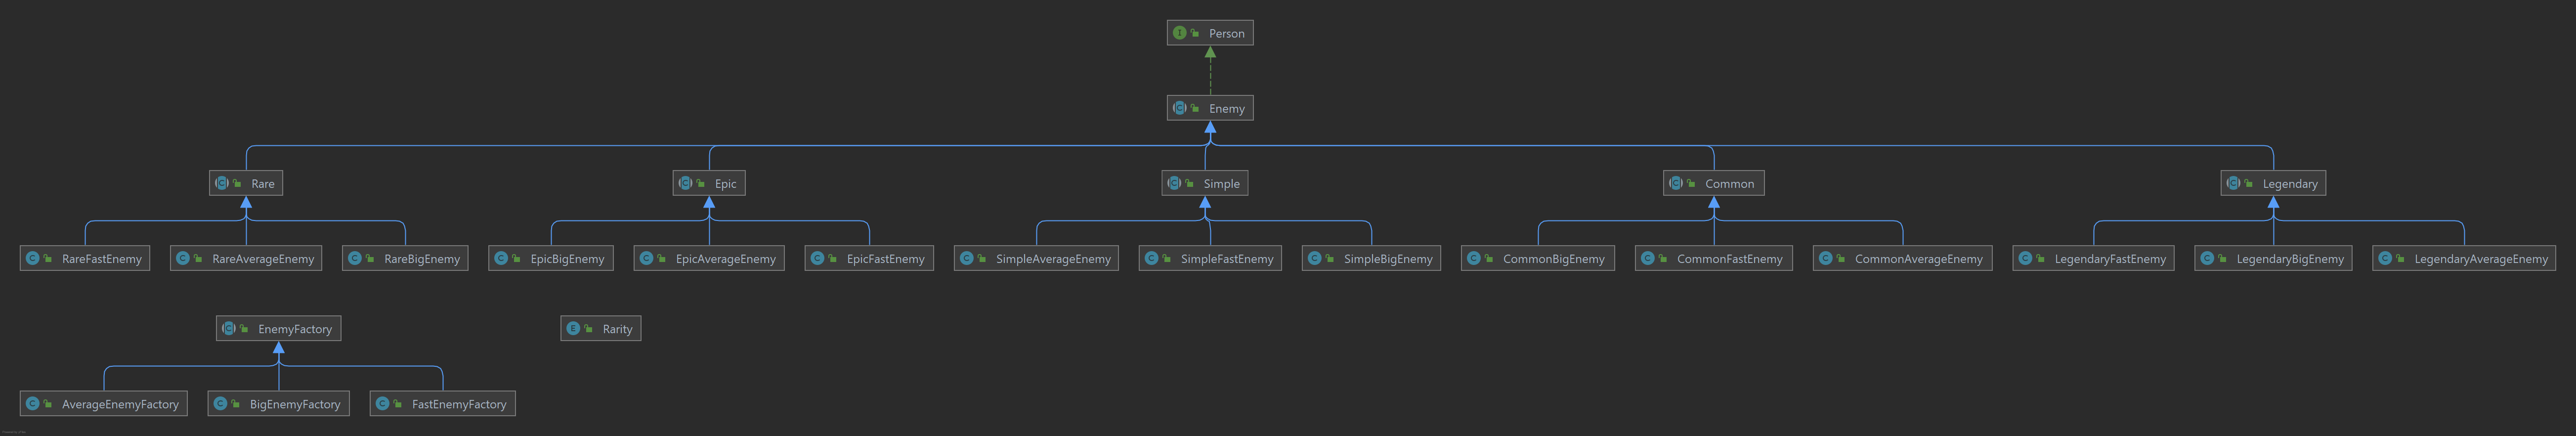 Person
Enemy
Rare Epic Simple Common Legendary
RareFastEnemy RareAverageEnemy RareBigEnemy EpicBigEnemy EpicAverageEnemy EpicFastEnemy SimpleAverageEnemy SimpleFastEnemy SimpleBigEnemy CommonBigEnemy CommonFastEnemy CommonAverageEnemy LegendaryFastEnemy LegendaryBigEnemy LegendaryAverageEnemy
EnemyFactory Rarity
AverageEnemyFactory BigEnemyFactory FastEnemyFactory